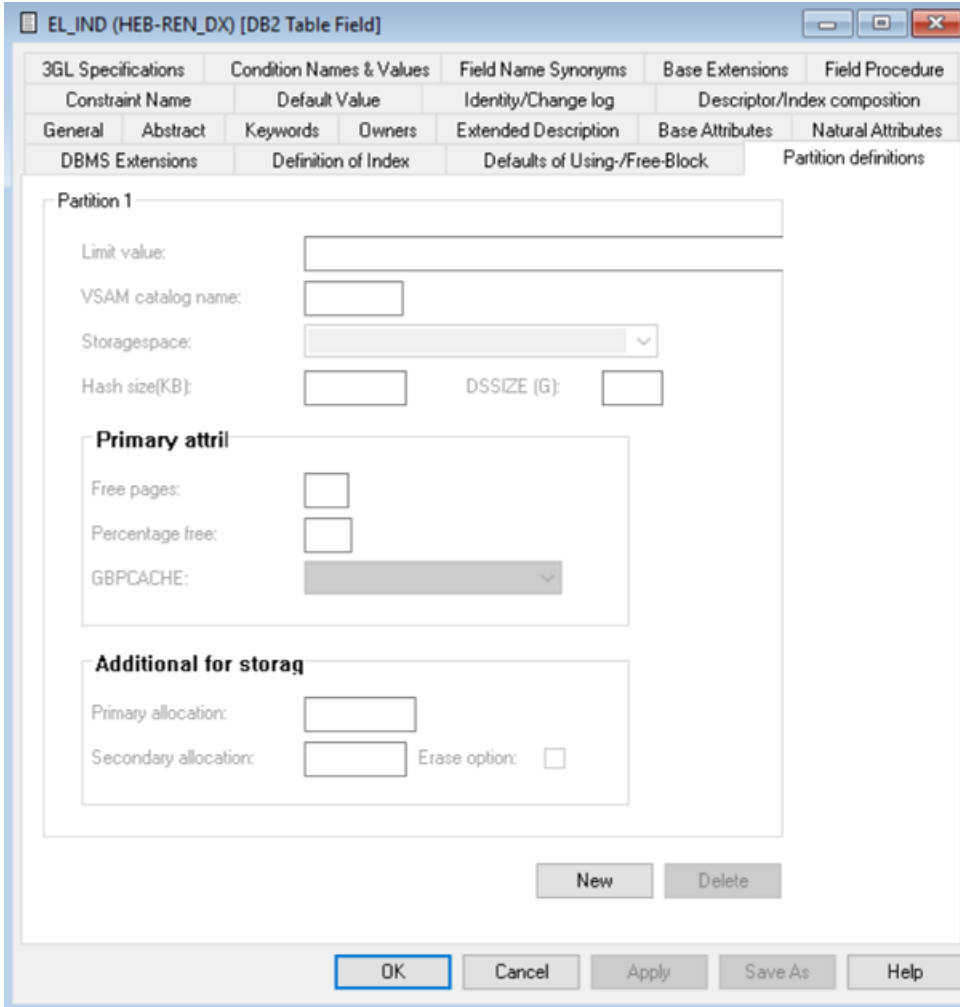 EL_IND (HEB-REN_DX) [DB2 Table Field]
3GL Specifications Condition Names & Values Field Name Synonyms Base Extensions Field Procedure
Constraint Name Default Value Identity/Change log Descriptor/Index composition
General Abstract Keywords Owners Extended Description Base Attributes Natural Attributes
DBMS Extensions Definition of Index Defaults of Using-/Free-Block Partition definitions
Partition 1
Limit value:
VSAM catalog name:
Storagespace:
Hash size(KB): DSSIZE (G):
Primary attril
Free pages:
Percentage free:
GBPCACHE:
Additional for storag
Primary allocation:
Secondary allocation: Erase option:
New Delete
OK Cancel Apply Save As Help